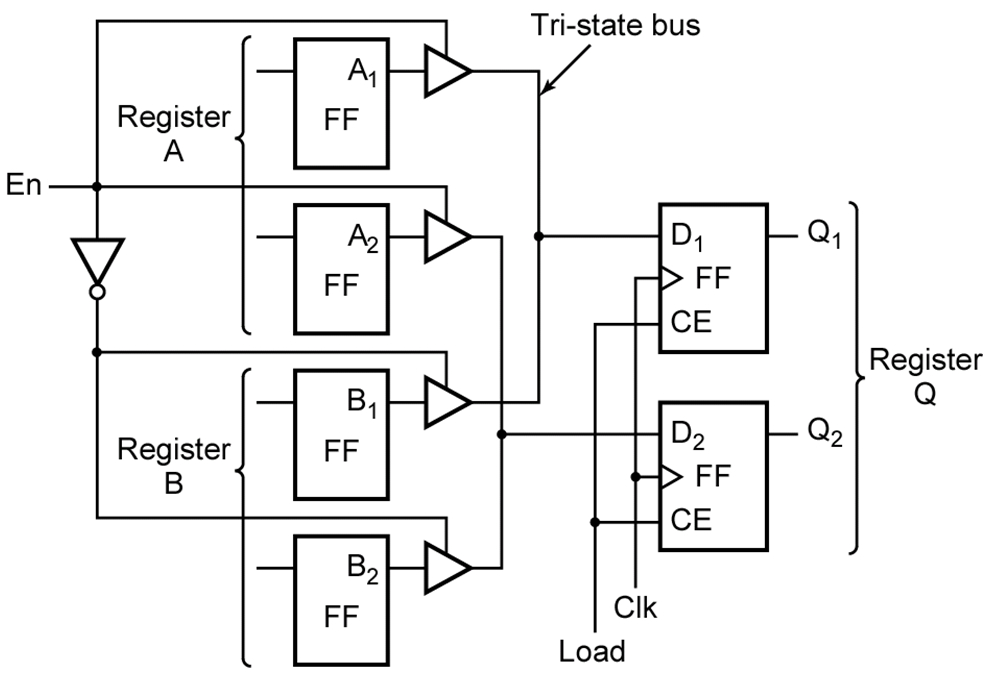 Tri-state bus
A1
FF
Register
A
En
A2
FF
D1
Q1
FF
CE
B1
FF
Register
Q
D2
Q2
Register
B
FF
CE
B2
FF
Clk
Load